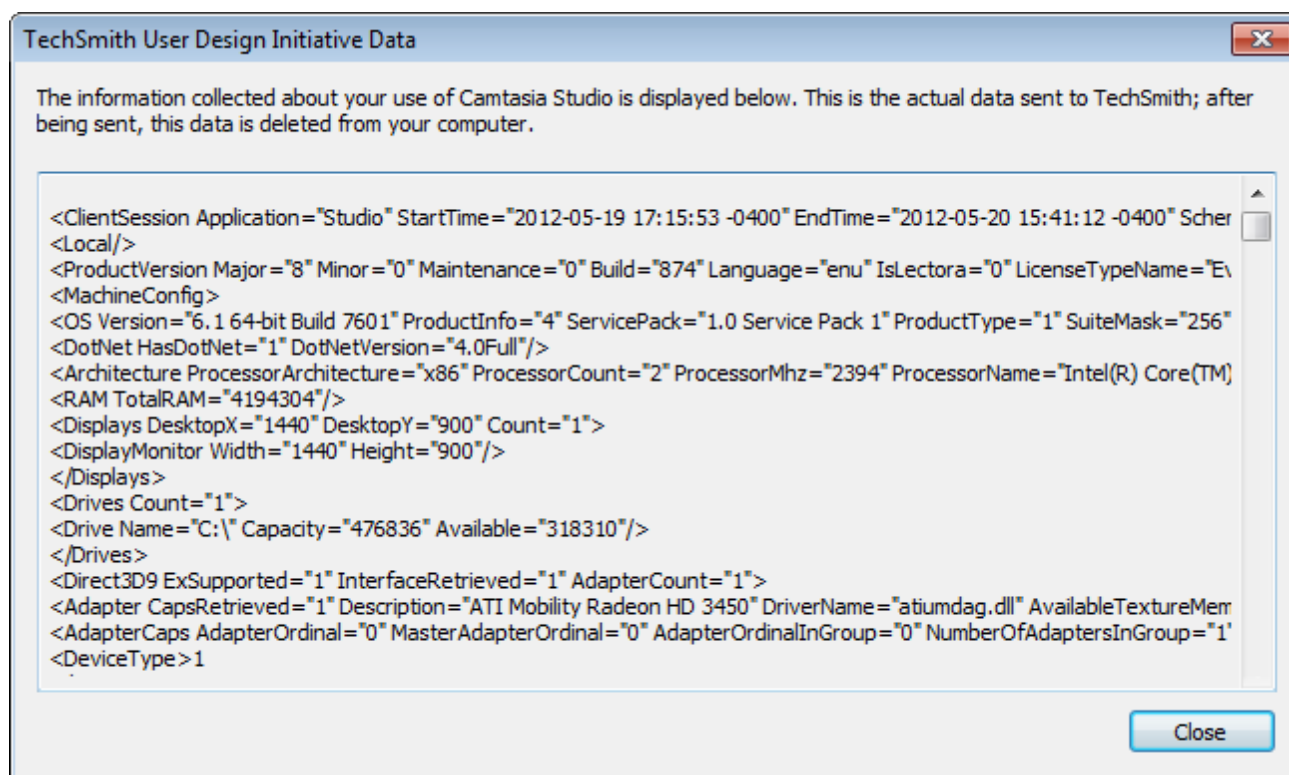 TechSmith User Design Initiative Data
The information collected about your use of Camtasia Studio is displayed below. This is the actual data sent to TechSmith; after
being sent, this data is deleted from your computer.
<ClientSession Application="Studio" StartTime="2012-05-19 17:15:53 -0400" EndTime="2012-05-20 15:41:12 -0400" Schem
<Local/>
<ProductVersion Major="8" Minor="0" Maintenance="0" Build="874" Language="enu" IsLectora="0" LicenseTypeName="Ev
<MachineConfig>
<OS Version="6.1 64-bit Build 7601" ProductInfo="4" ServicePack="1.0 Service Pack 1" ProductType="1" SuiteMask="256"
<DotNet HasDotNet="1" DotNetVersion="4.0Full"/>
<Architecture ProcessorArchitecture="x86" ProcessorCount="2" ProcessorMhz="2394" ProcessorName="Intel(R) Core(TM)
<RAM TotalRAM="4194304"/>
<Displays DesktopX="1440" DesktopY="900" Count="1">
<DisplayMonitor Width="1440" Height="900"/>
</Displays>
<Drives Count="1">
<Drive Name="C:\" Capacity="476836" Available="318310"/>
</Drives>
<Direct3D9 ExSupported="1" InterfaceRetrieved="1" AdapterCount="1">
<Adapter CapsRetrieved="1" Description="ATI Mobility Radeon HD 3450" DriverName="atiumdag.dll" AvailableTextureMem
<AdapterCaps AdapterOrdinal="0" MasterAdapterOrdinal="0" AdapterOrdinalInGroup="0" NumberOfAdaptersInGroup="1"
<DeviceType>1
Close